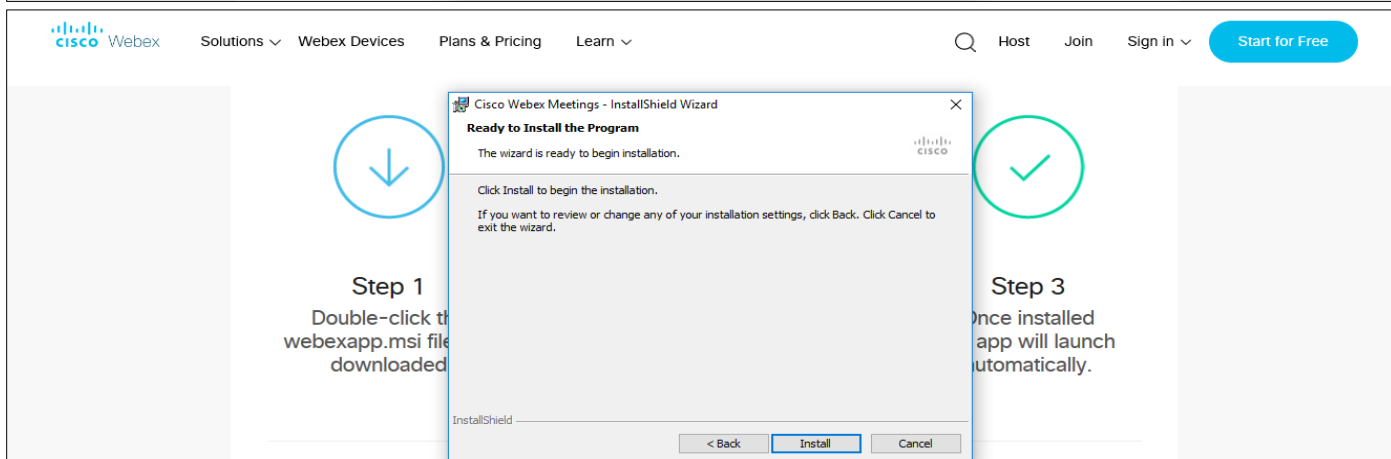 CISCO Webex Solutions Webex Devices Plans & Pricing Learn Host Join Sign in Start for Free
Cisco Webex Meetings - InstallShield Wizard
Ready to Install the Program
The wizard is ready to begin installation.
CISCO
Click Install to begin the installation.
If you want to review or change any of your installation settings, click Back. Click Cancel to
exit the wizard.
InstallShield
< Back Install Cancel
Step 1
Double-click
webexapp.msi file
downloaded
Step 3
installed
app will launch